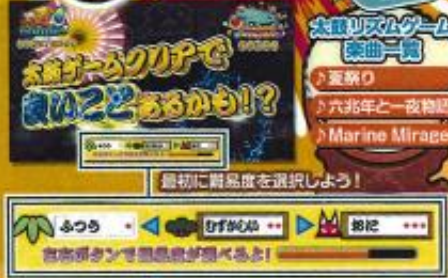 太鼓ゲームクリアで
良いことあるかも!?
太鼓リズムゲーム
楽曲一覧
♪夏祭り
♪六兆年と一夜物語
♪Marine Mirage
最初に難易度を選択しよう!
ふつう ★ むずかしい ★★ おに ★★★
左右ボタンで難易度が選べるよ!